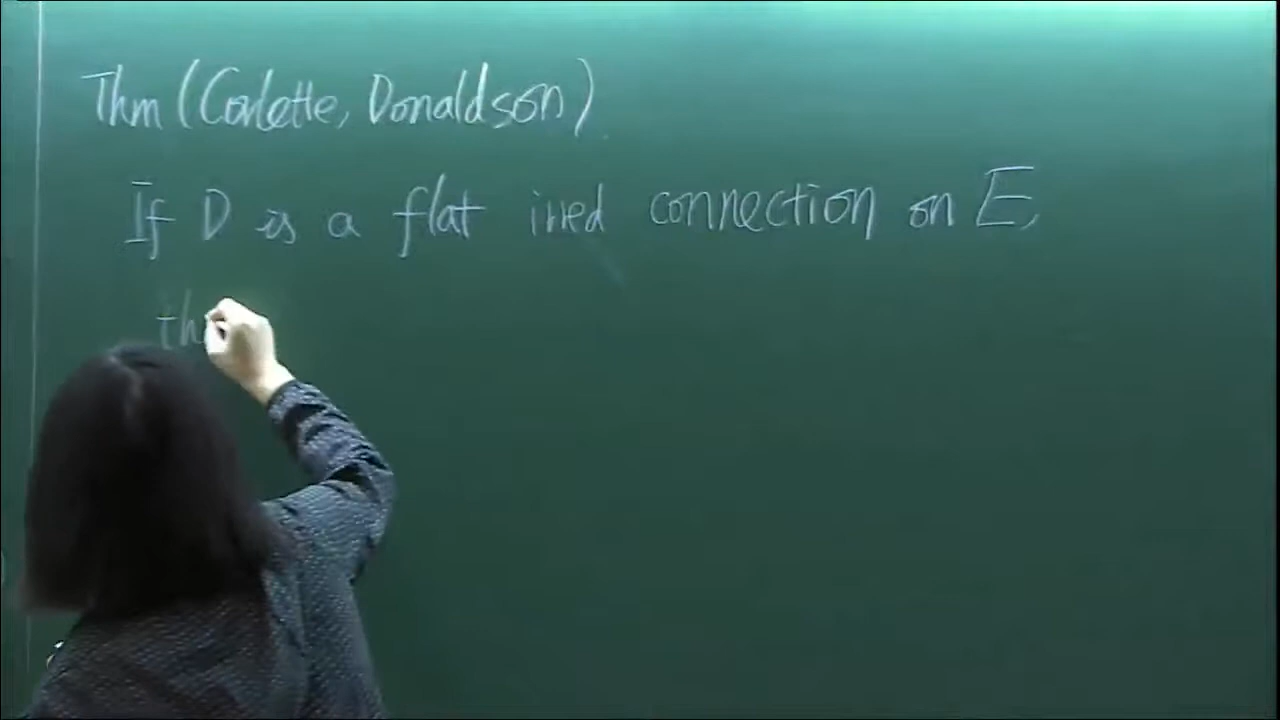 Thm (Corlette, Donaldson)
If D is a flat irred connection on E,
th